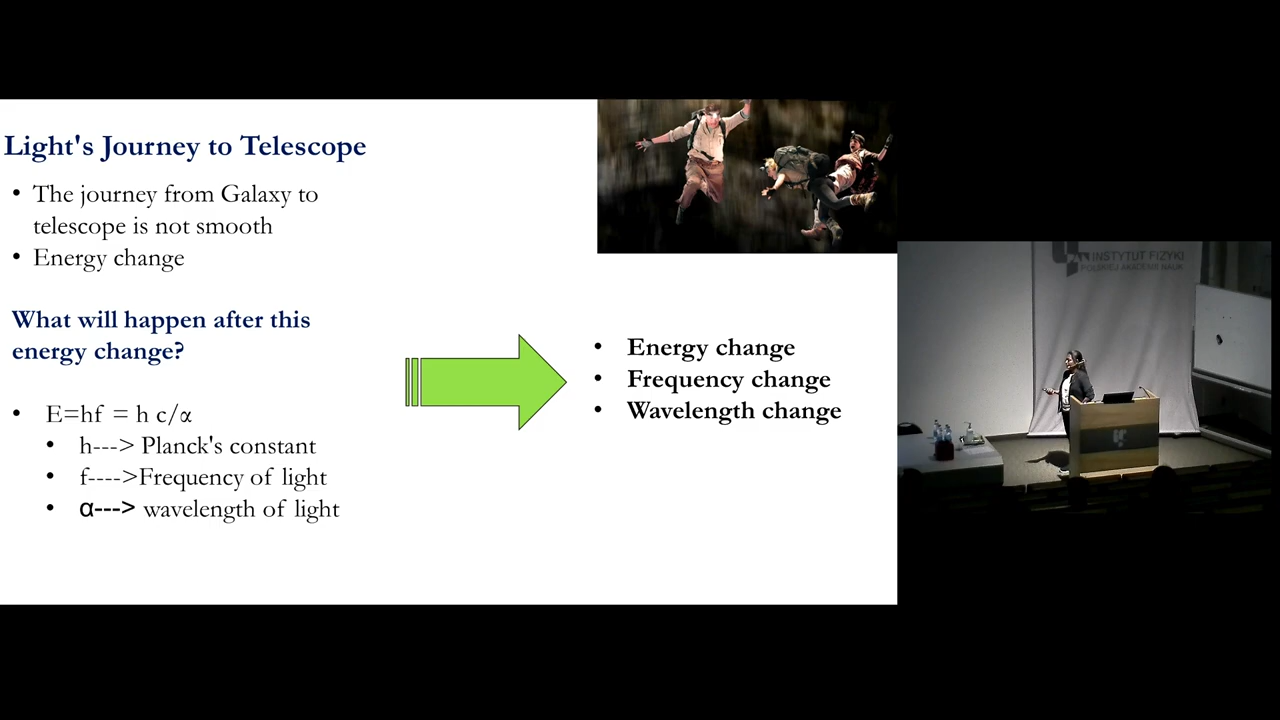 Light's Journey to Telescope
• The journey from Galaxy to
telescope is not smooth
• Energy change
What will happen after this
energy change?
• E=hf = h c/α
• h---> Planck's constant
f---->Frequency of light
• α---> wavelength of light
• Energy change
• Frequency change
• Wavelength change
INSTYTUT FIZYKI
POLSKIEJ AKADEMII NAUK